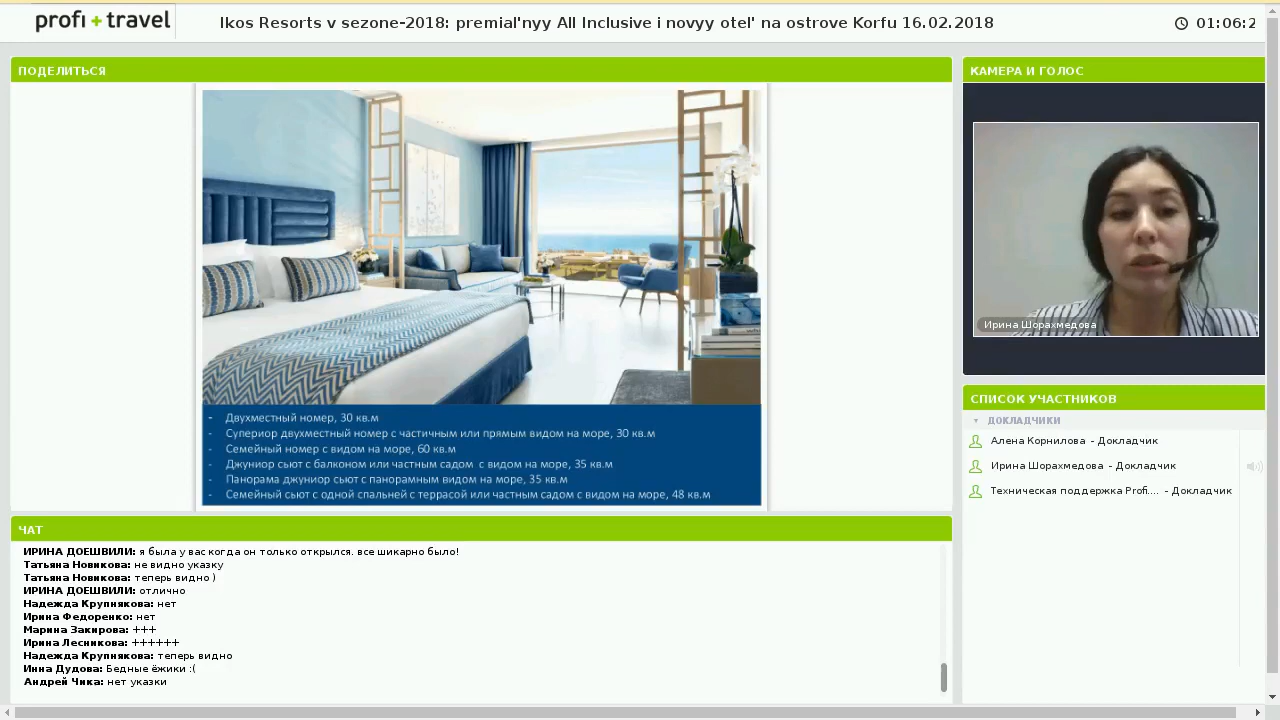 profi + travel
Ikos Resorts v sezone-2018: premial'nyy All Inclusive i novyy otel' na ostrove Korfu 16.02.2018
01:06:2
ПОДЕЛИТЬСЯ
- Двухместный номер, 30 кв.м
- Супериор двухместный номер с частичным или прямым видом на море, 30 кв.м
- Семейный номер с видом на море, 60 кв.м
- Джуниор сьют с балконом или частным садом с видом на море, 35 кв.м
- Панорама джуниор сьют с панорамным видом на море, 35 кв.м
- Семейный сьют с одной спальней с террасой или частным садом с видом на море, 48 кв.м
КАМЕРА И ГОЛОС
Ирина Шорахмедова
СПИСОК УЧАСТНИКОВ
ДОКЛАДЧИКИ
Алена Корнилова - Докладчик
Ирина Шорахмедова - Докладчик
Техническая поддержка Profi.... - Докладчик
ЧАТ
ИРИНА ДОЕШВИЛИ: я была у вас когда он только открылся. все шикарно было!
Татьяна Новикова: не видно указку
Татьяна Новикова: теперь видно )
ИРИНА ДОЕШВИЛИ: отлично
Надежда Крупнякова: нет
Ирина Федоренко: нет
Марина Закирова: +++
Ирина Лесникова: ++++++
Надежда Крупнякова: теперь видно
Инна Дудова: Бедные ёжики :(
Андрей Чика: нет указки